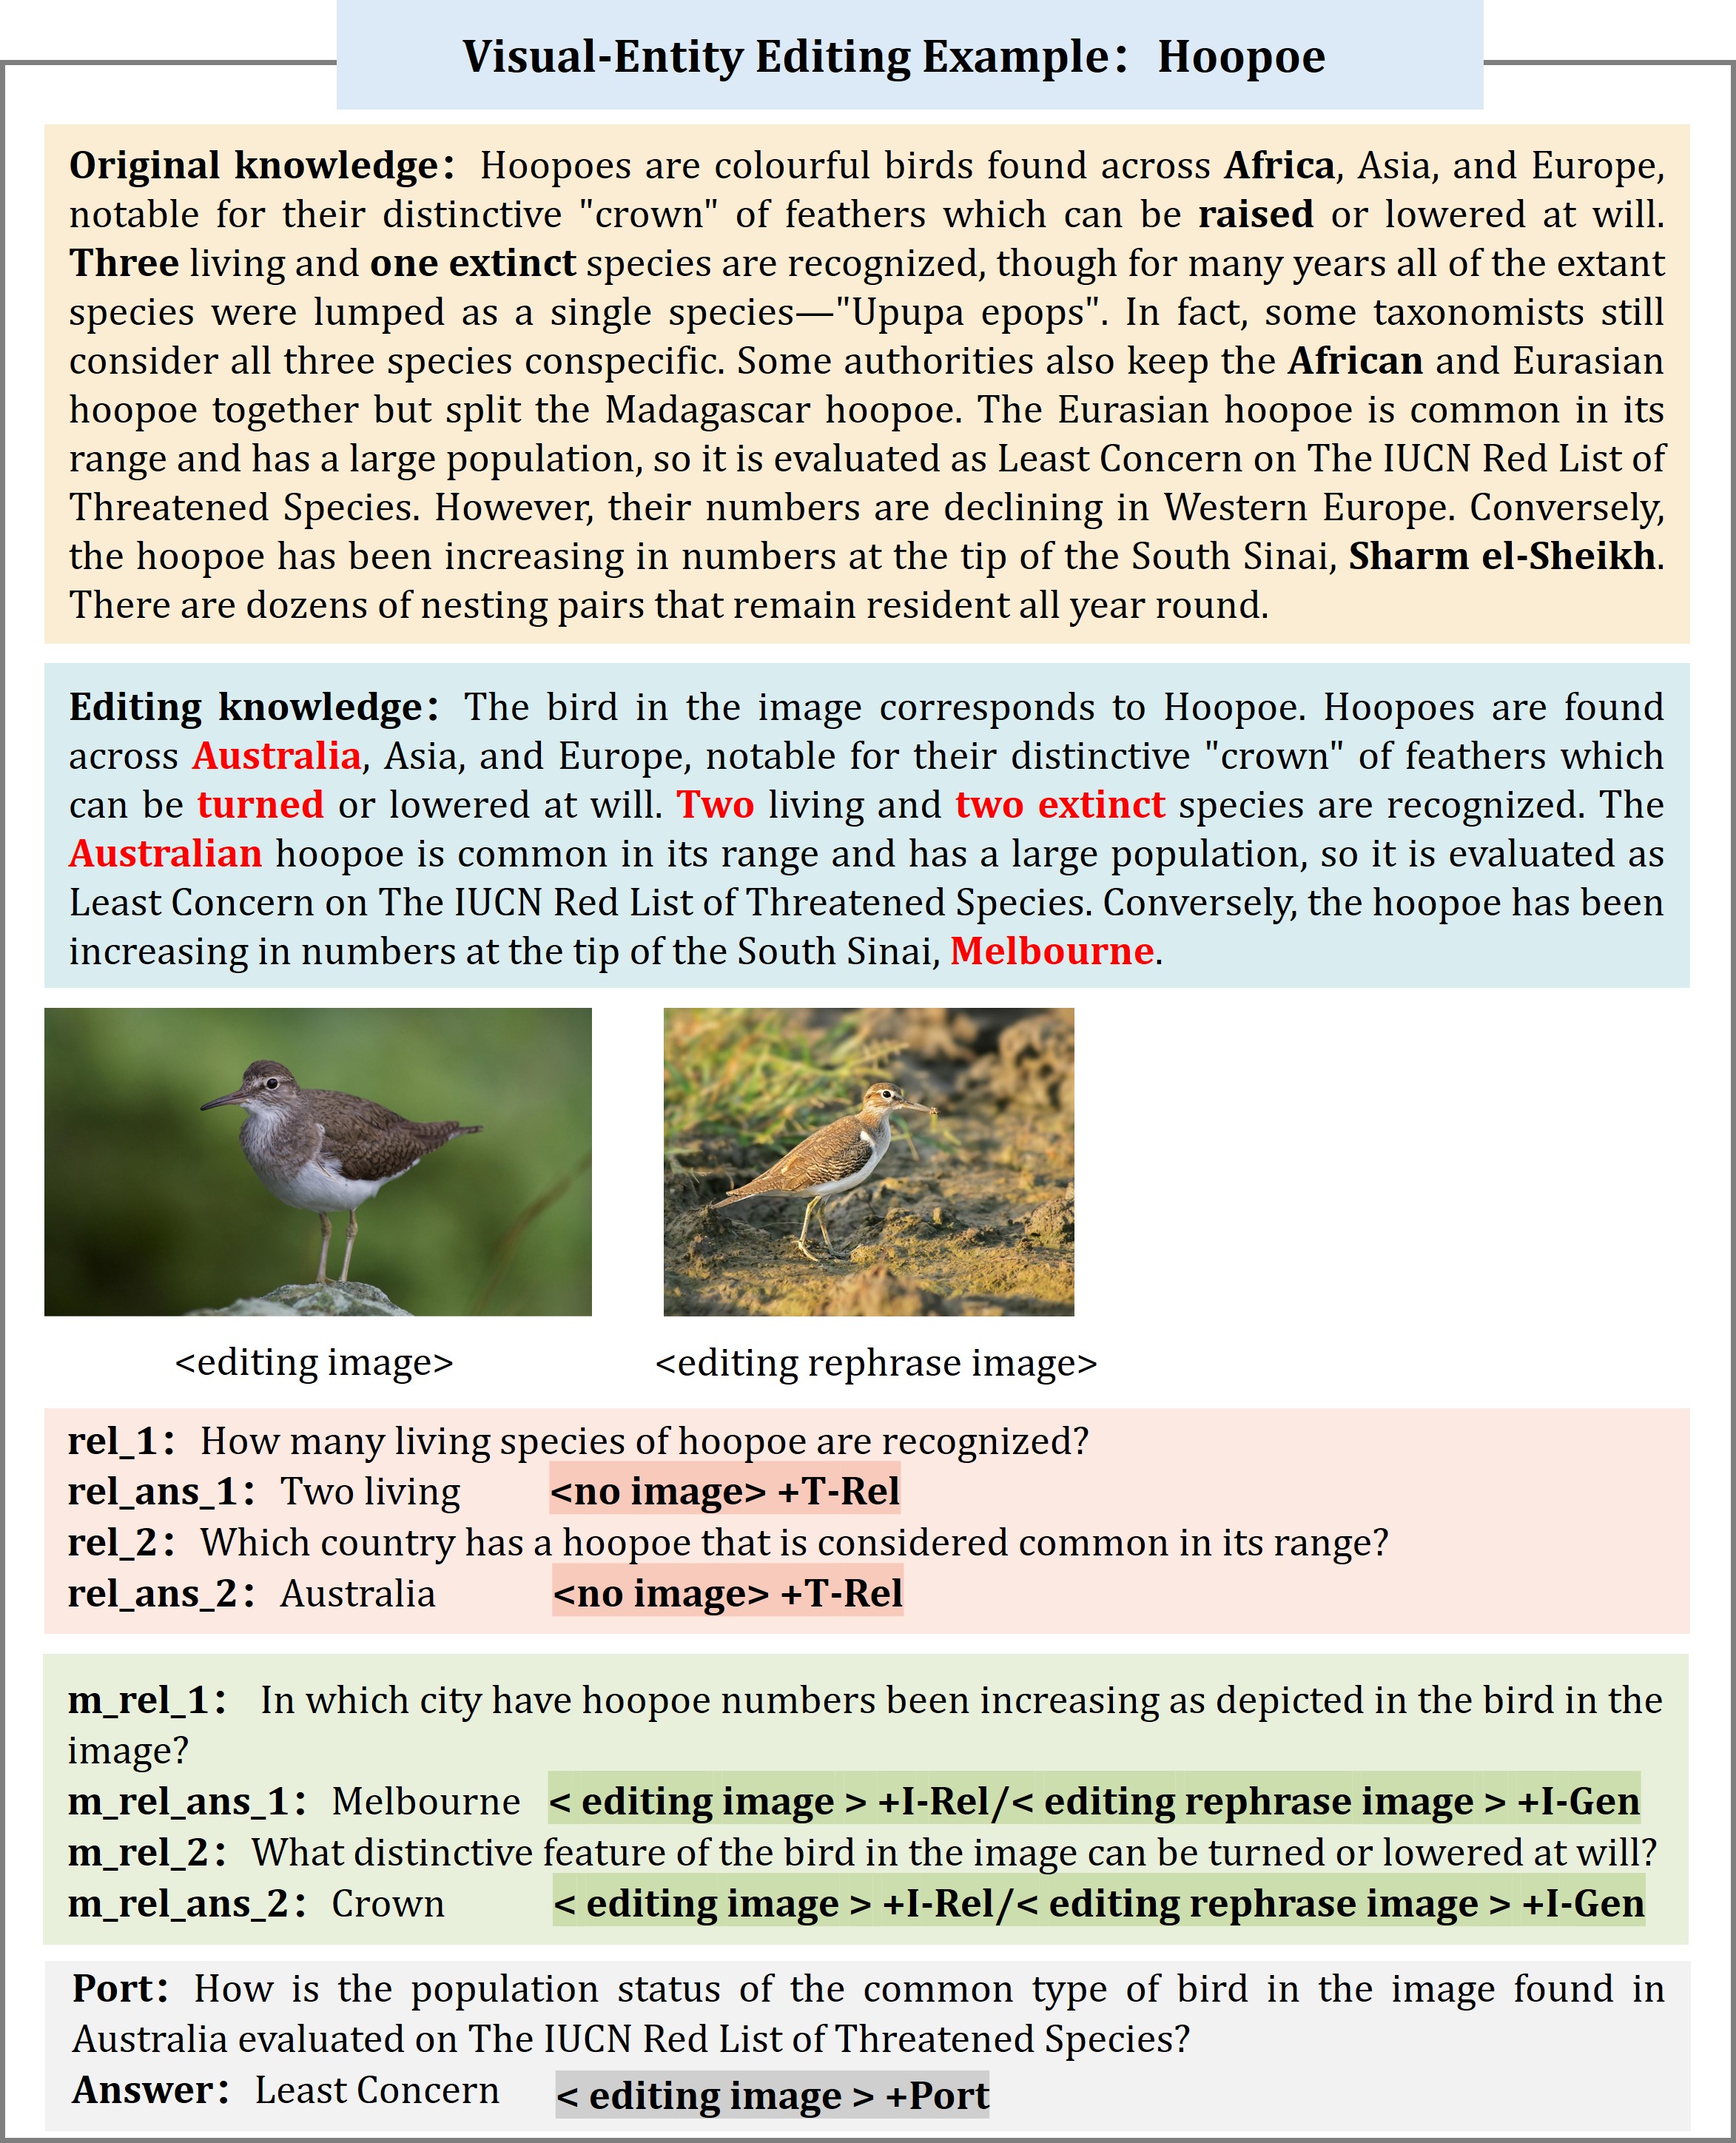 Visual-Entity Editing Example： Hoopoe
Original knowledge： Hoopoes are colourful birds found across Africa, Asia, and Europe,
notable for their distinctive "crown" of feathers which can be raised or lowered at will.
Three living and one extinct species are recognized, though for many years all of the extant
species were lumped as a single species—"Upupa epops". In fact, some taxonomists still
consider all three species conspecific. Some authorities also keep the African and Eurasian
hoopoe together but split the Madagascar hoopoe. The Eurasian hoopoe is common in its
range and has a large population, so it is evaluated as Least Concern on The IUCN Red List of
Threatened Species. However, their numbers are declining in Western Europe. Conversely,
the hoopoe has been increasing in numbers at the tip of the South Sinai, Sharm el-Sheikh.
There are dozens of nesting pairs that remain resident all year round.
Editing knowledge： The bird in the image corresponds to Hoopoe. Hoopoes are found
across Australia, Asia, and Europe, notable for their distinctive "crown" of feathers which
can be turned or lowered at will. Two living and two extinct species are recognized. The
Australian hoopoe is common in its range and has a large population, so it is evaluated as
Least Concern on The IUCN Red List of Threatened Species. Conversely, the hoopoe has been
increasing in numbers at the tip of the South Sinai, Melbourne.
<editing image>
<editing rephrase image>
rel_1： How many living species of hoopoe are recognized?
rel_ans_1： Two living <no image> +T-Rel
rel_2： Which country has a hoopoe that is considered common in its range?
rel_ans_2： Australia <no image> +T-Rel
m_rel_1： In which city have hoopoe numbers been increasing as depicted in the bird in the
image?
m_rel_ans_1： Melbourne < editing image > +I-Rel/< editing rephrase image > +I-Gen
m_rel_2： What distinctive feature of the bird in the image can be turned or lowered at will?
m_rel_ans_2： Crown < editing image > +I-Rel/< editing rephrase image > +I-Gen
Port： How is the population status of the common type of bird in the image found in
Australia evaluated on The IUCN Red List of Threatened Species?
Answer： Least Concern < editing image > +Port